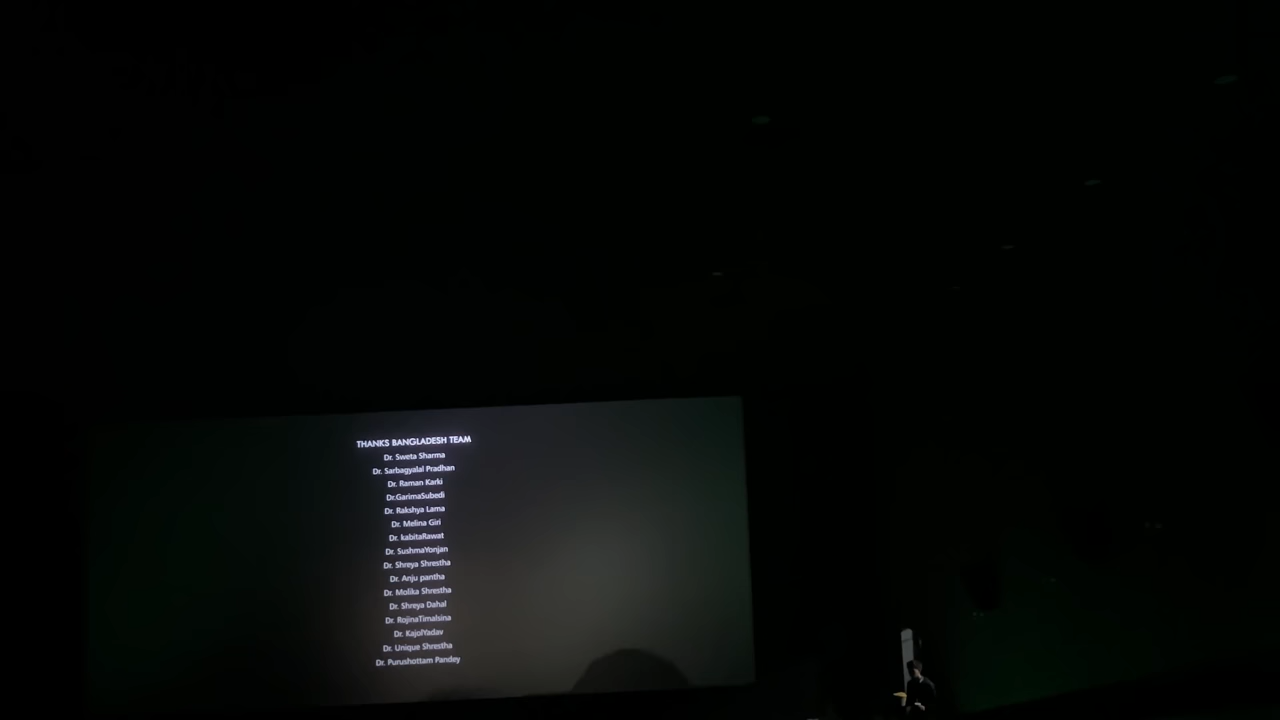 THANKS BANGLADESH TEAM
Dr. Sweta Sharma
Dr. Sarbagyalal Pradhan
Dr. Raman Karki
Dr.GarimaSubedi
Dr. Rakshya Lama
Dr. Melina Giri
Dr. kabitaRawat
Dr. SushmaYonjan
Dr. Shreya Shrestha
Dr. Anju pantha
Dr. Molika Shrestha
Dr. Shreya Dahal
Dr. RojinaTimalsina
Dr. KajolYadav
Dr. Unique Shrestha
Dr. Purushottam Pandey